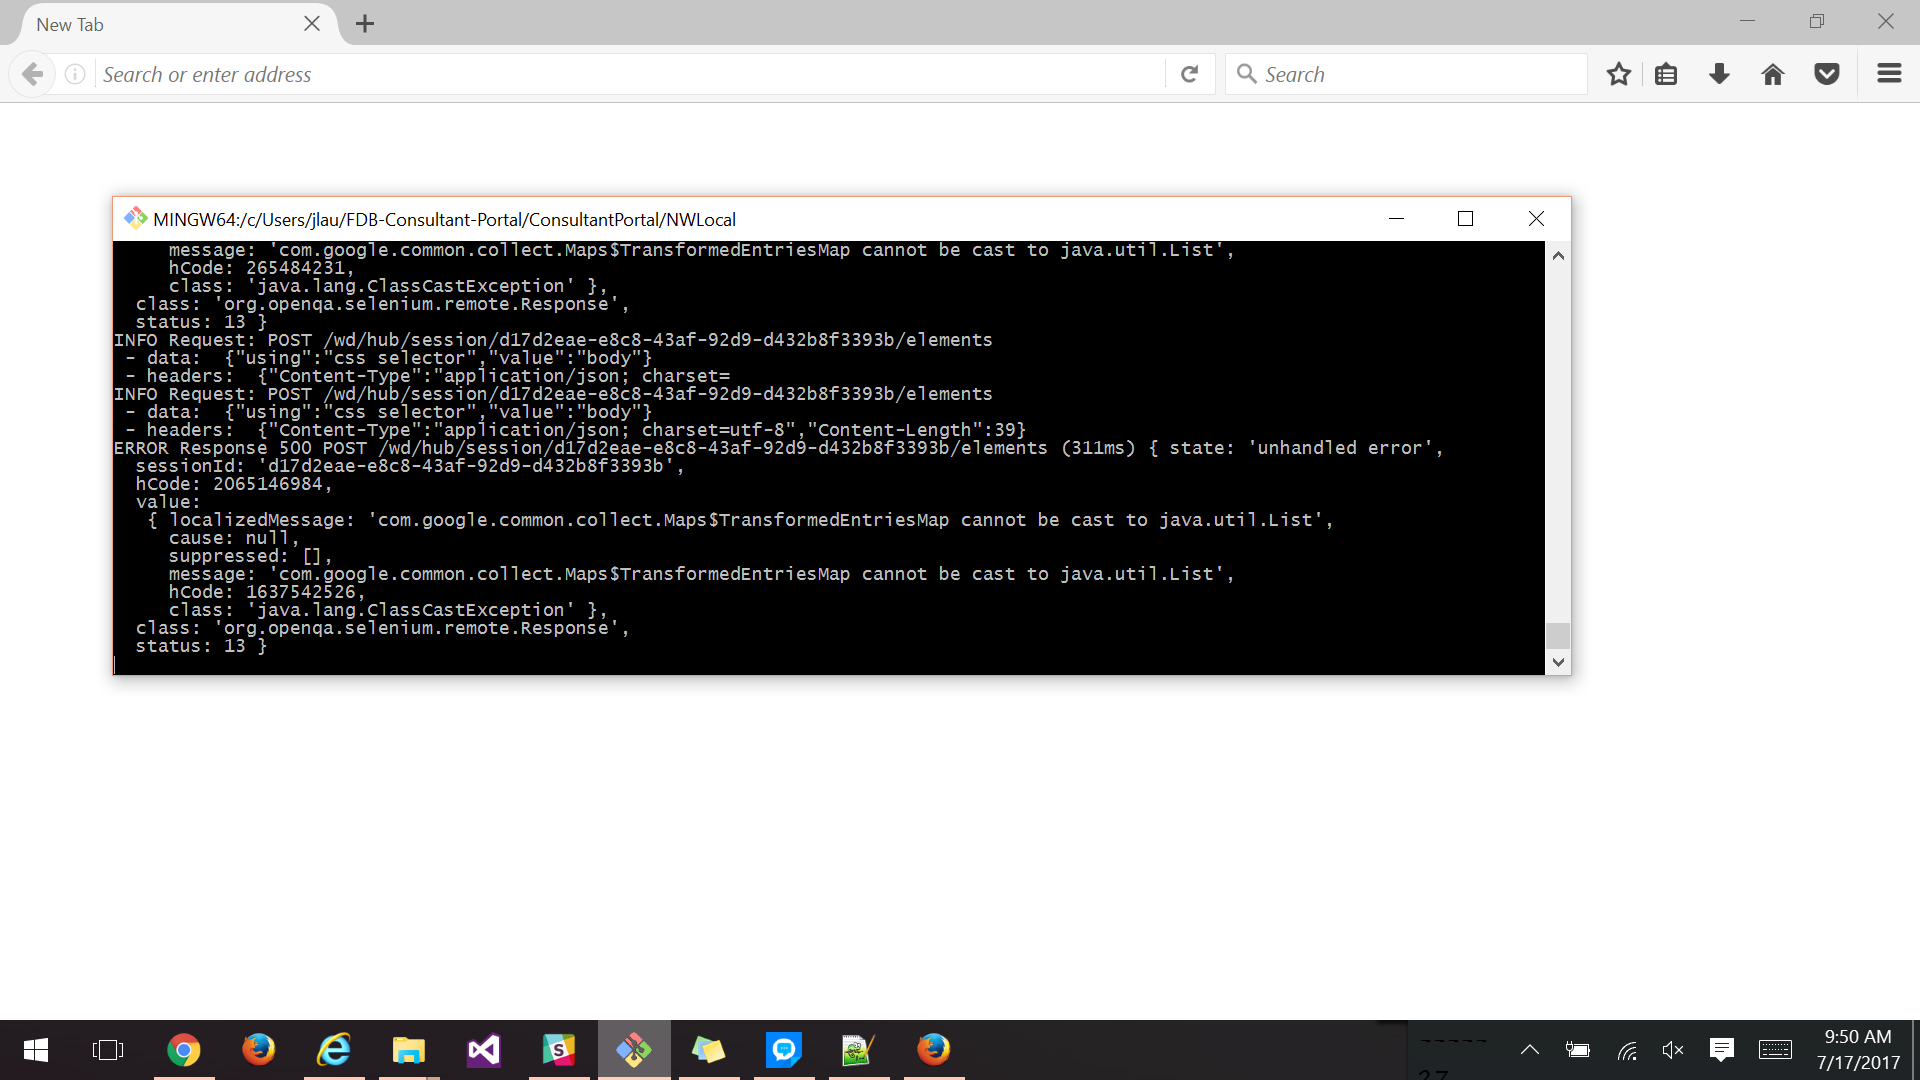 New Tab
Search or enter address
Search
MINGW64:/c/Users/jlau/FDB-Consultant-Portal/ConsultantPortal/NWLocal
message: 'com.google.common.collect.Maps$TransformedEntriesMap cannot be cast to java.util.List',
hCode: 265484231,
class: 'java.lang.ClassCastException' },
class: 'org.openqa.selenium.remote.Response',
status: 13 }
INFO Request: POST /wd/hub/session/d17d2eae-e8c8-43af-92d9-d432b8f3393b/elements
- data:  {"using":"css selector","value":"body"}
- headers:  {"Content-Type":"application/json; charset=
INFO Request: POST /wd/hub/session/d17d2eae-e8c8-43af-92d9-d432b8f3393b/elements
- data:  {"using":"css selector","value":"body"}
- headers:  {"Content-Type":"application/json; charset=utf-8","Content-Length":39}
ERROR Response 500 POST /wd/hub/session/d17d2eae-e8c8-43af-92d9-d432b8f3393b/elements (311ms) { state: 'unhandled error',
sessionId: 'd17d2eae-e8c8-43af-92d9-d432b8f3393b',
hCode: 2065146984,
value:
{ localizedMessage: 'com.google.common.collect.Maps$TransformedEntriesMap cannot be cast to java.util.List',
cause: null,
suppressed: [],
message: 'com.google.common.collect.Maps$TransformedEntriesMap cannot be cast to java.util.List',
hCode: 1637542526,
class: 'java.lang.ClassCastException' },
class: 'org.openqa.selenium.remote.Response',
status: 13 }
9:50 AM
7/17/2017